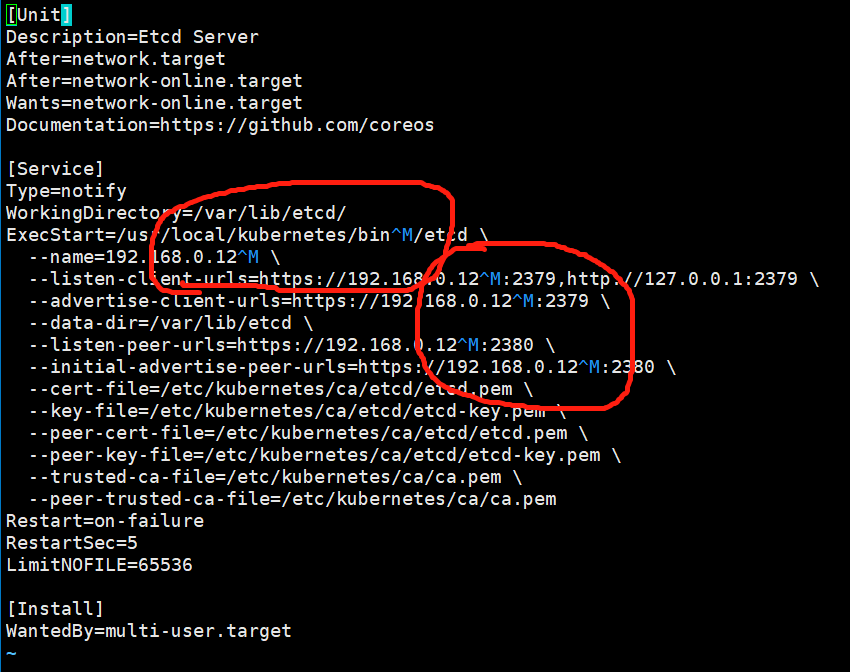 [Unit]
Description=Etcd Server
After=network.target
After=network-online.target
Wants=network-online.target
Documentation=https://github.com/coreos
[Service]
Type=notify
WorkingDirectory=/var/lib/etcd/
ExecStart=/usr/local/kubernetes/bin^M/etcd \
  --name=192.168.0.12^M \
  --listen-client-urls=https://192.168.0.12^M:2379,http://127.0.0.1:2379 \
  --advertise-client-urls=https://192.168.0.12^M:2379 \
  --data-dir=/var/lib/etcd \
  --listen-peer-urls=https://192.168.0.12^M:2380 \
  --initial-advertise-peer-urls=https://192.168.0.12^M:2380 \
  --cert-file=/etc/kubernetes/ca/etcd/etcd.pem \
  --key-file=/etc/kubernetes/ca/etcd/etcd-key.pem \
  --peer-cert-file=/etc/kubernetes/ca/etcd/etcd.pem \
  --peer-key-file=/etc/kubernetes/ca/etcd/etcd-key.pem \
  --trusted-ca-file=/etc/kubernetes/ca/ca.pem \
  --peer-trusted-ca-file=/etc/kubernetes/ca/ca.pem
Restart=on-failure
RestartSec=5
LimitNOFILE=65536
[Install]
WantedBy=multi-user.target
~